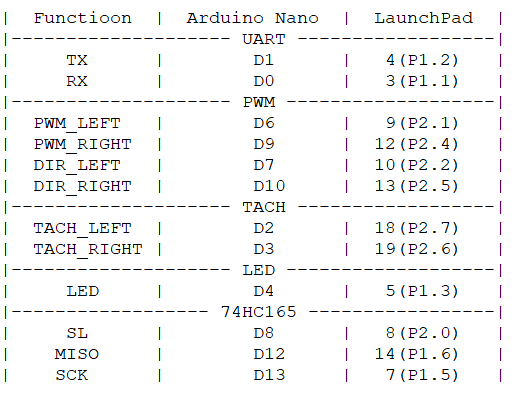 |  Functioon  |  Arduino Nano  |  LaunchPad  |
|--------------------- UART -------------------|
|     TX      |       D1       |   4(P1.2)   |
|     RX      |       D0       |   3(P1.1)   |
|--------------------- PWM --------------------|
|  PWM_LEFT   |       D6       |   9(P2.1)   |
|  PWM_RIGHT  |       D9       |  12(P2.4)   |
|  DIR_LEFT   |       D7       |  10(P2.2)   |
|  DIR_RIGHT  |       D10      |  13(P2.5)   |
|--------------------- TACH -------------------|
|  TACH_LEFT  |       D2       |  18(P2.7)   |
|  TACH_RIGHT |       D3       |  19(P2.6)   |
|--------------------- LED --------------------|
|     LED     |       D4       |   5(P1.3)   |
|------------------- 74HC165 ------------------|
|     SL      |       D8       |   8(P2.0)   |
|    MISO     |       D12      |  14(P1.6)   |
|    SCK      |       D13      |   7(P1.5)   |